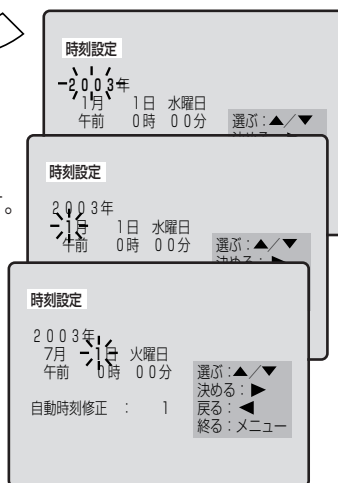 時刻設定
2003年
1月 1日 水曜日
午前 0時 00分 選ぶ:▲/▼
時刻設定
す。
2003年
1月 1日 水曜日
午前 0時 00分 選ぶ:▲/▼
決める:▶
時刻設定
2003年
7月 1日 火曜日
午前 0時 00分 選ぶ:▲/▼
決める:▶
自動時刻修正 : 1 戻る:◀
終る:メニュー